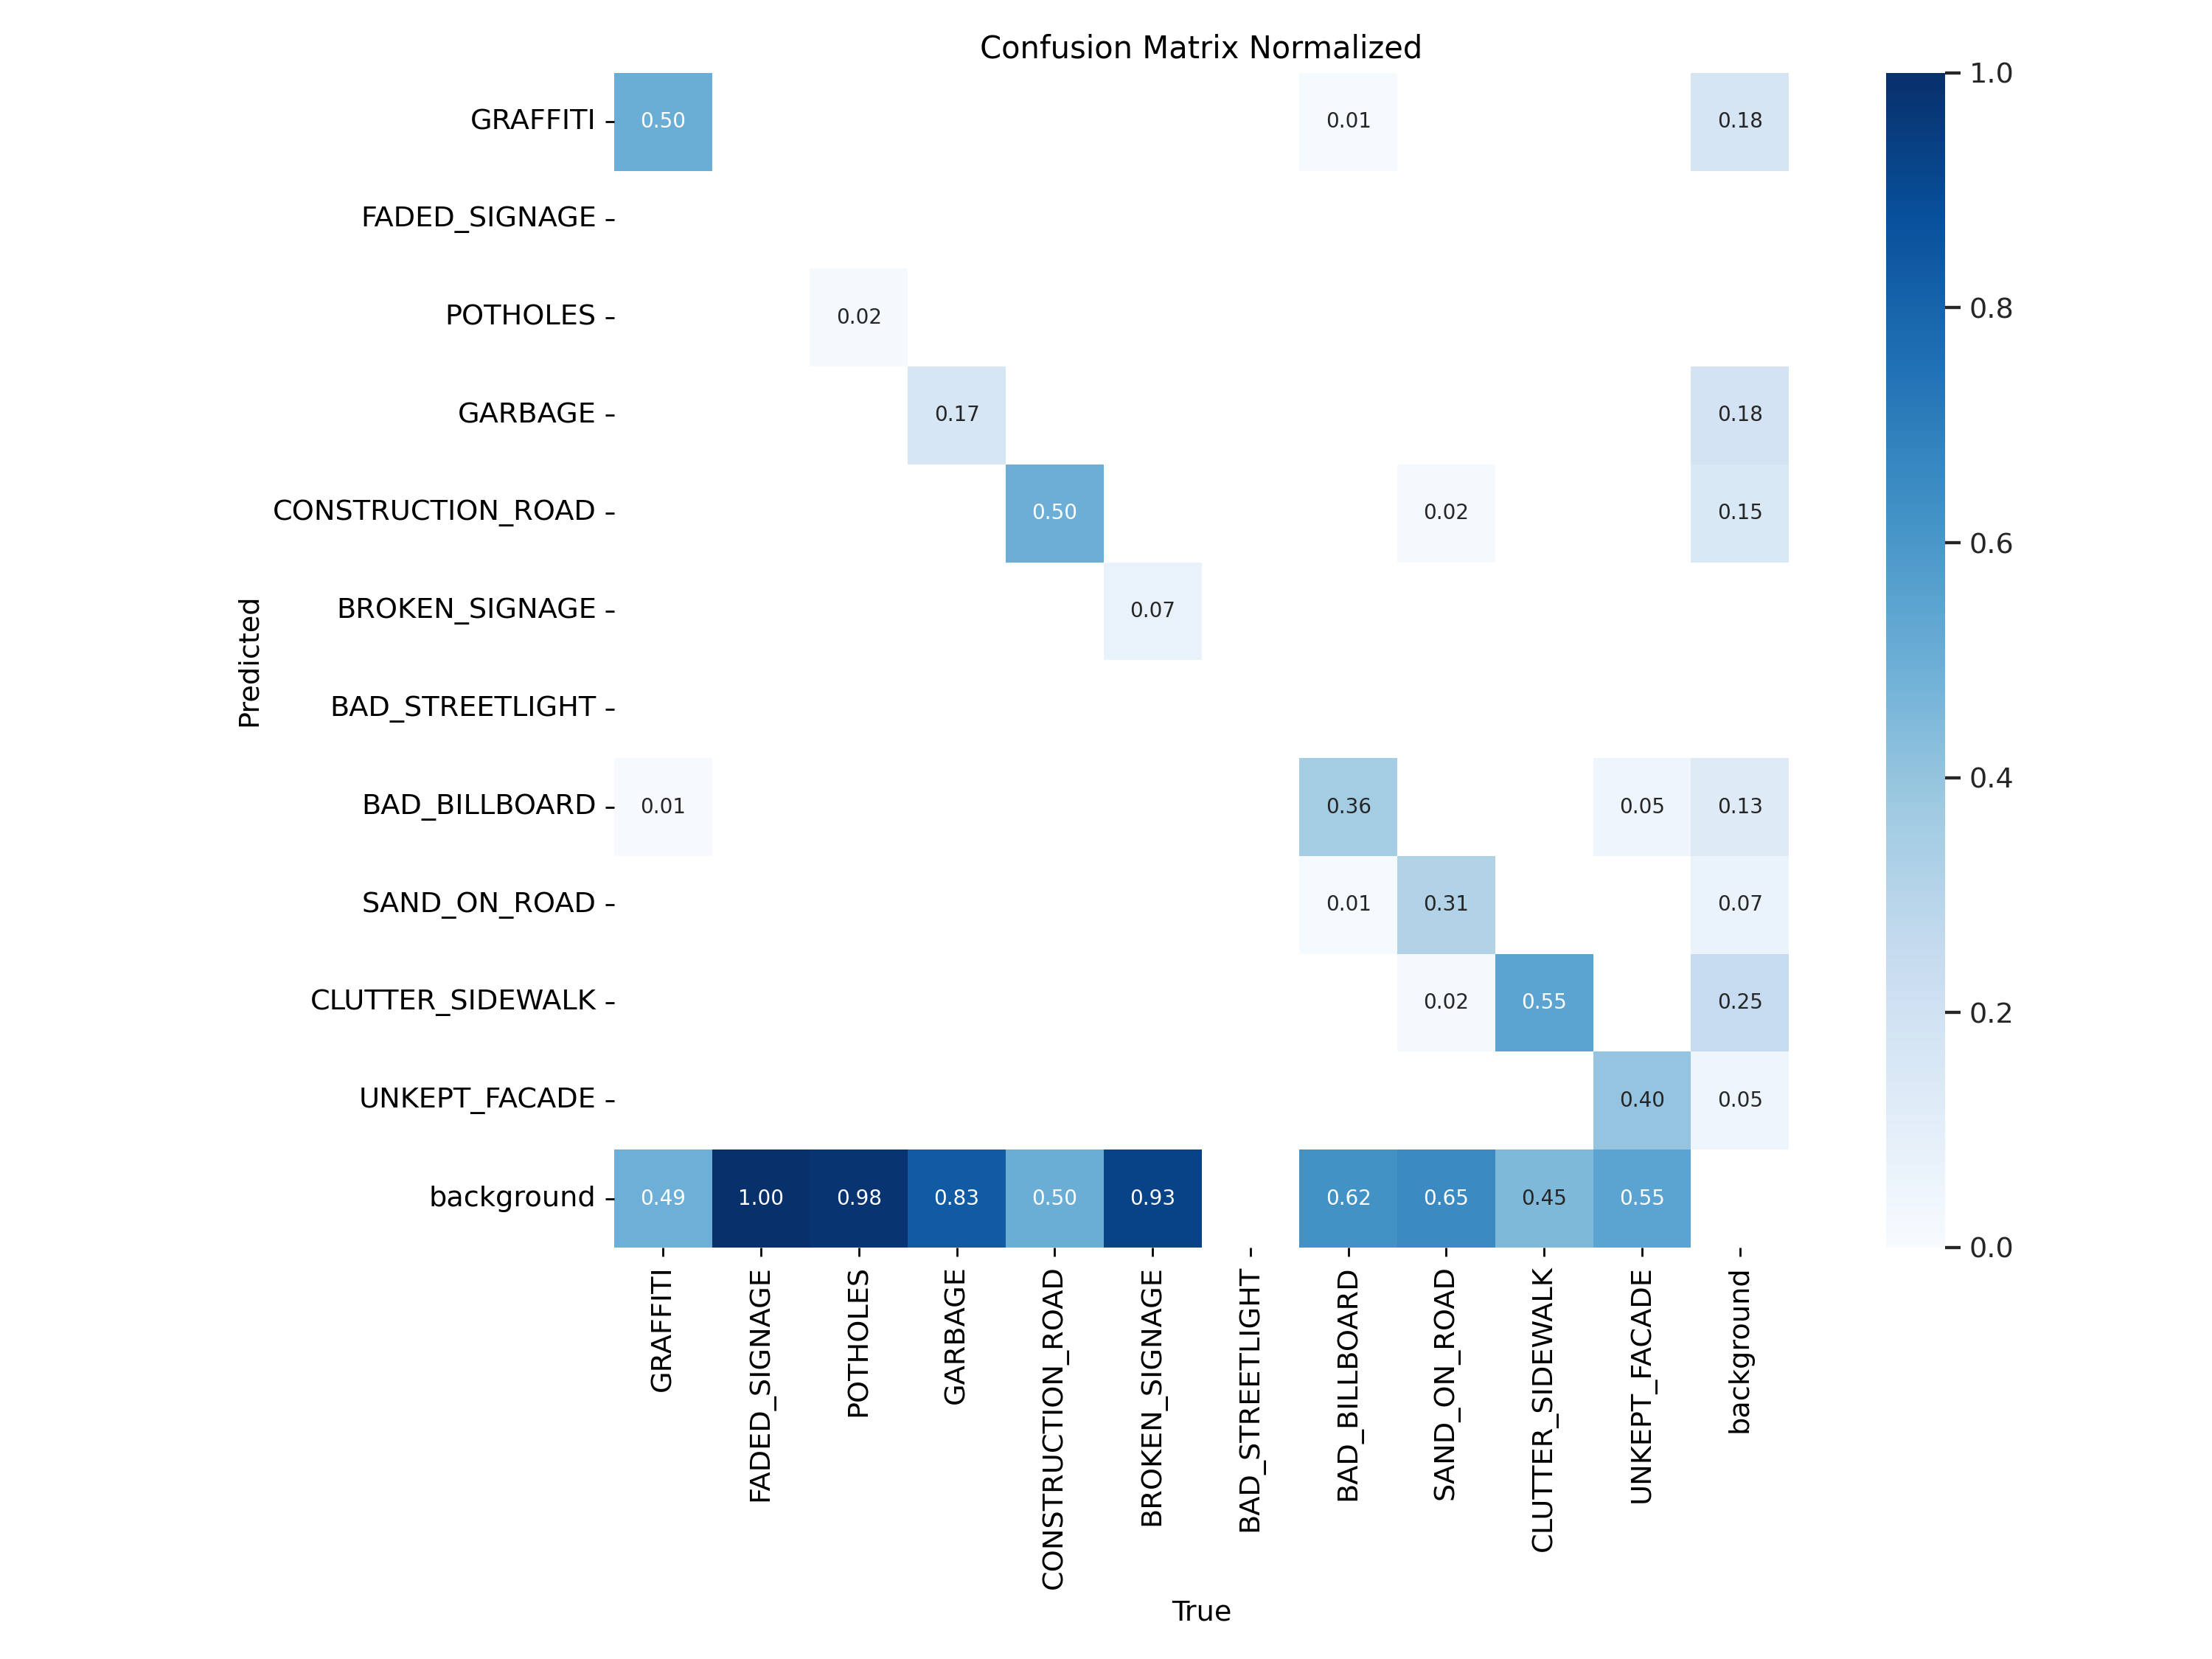 Confusion Matrix Normalized
GRAFFITI 0.50 0.01 0.18
FADED_SIGNAGE
POTHOLES 0.02
GARBAGE 0.17 0.18
CONSTRUCTION_ROAD 0.50 0.02 0.15
BROKEN_SIGNAGE 0.07
BAD_STREETLIGHT
BAD_BILLBOARD 0.01 0.36 0.05 0.13
SAND_ON_ROAD 0.01 0.31 0.07
CLUTTER_SIDEWALK 0.02 0.55 0.25
UNKEPT_FACADE 0.40 0.05
background 0.49 1.00 0.98 0.83 0.50 0.93 0.62 0.65 0.45 0.55
Predicted
GRAFFITI
FADED_SIGNAGE
POTHOLES
GARBAGE
CONSTRUCTION_ROAD
BROKEN_SIGNAGE
BAD_STREETLIGHT
BAD_BILLBOARD
SAND_ON_ROAD
CLUTTER_SIDEWALK
UNKEPT_FACADE
background
True
1.0
0.8
0.6
0.4
0.2
0.0